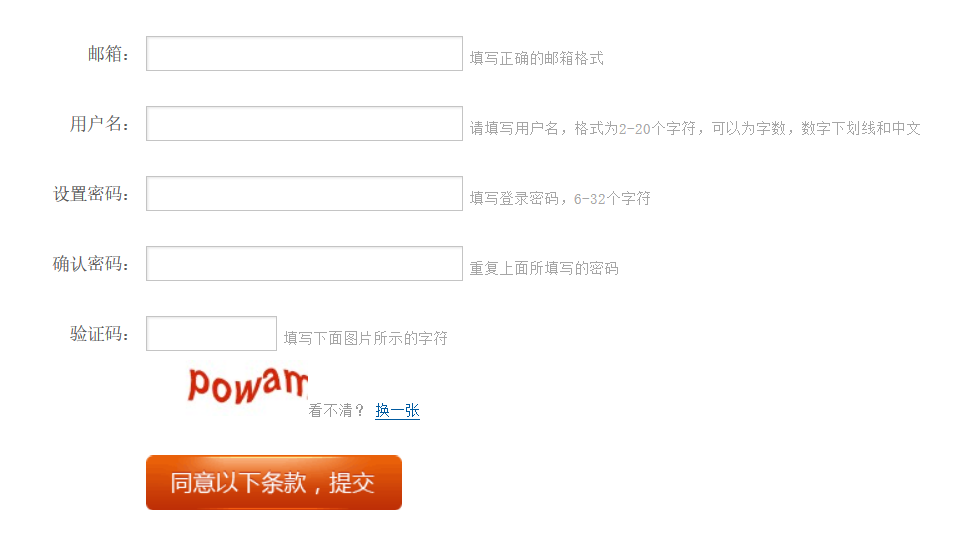 邮箱： 填写正确的邮箱格式
用户名： 请填写用户名，格式为2-20个字符，可以为字数，数字下划线和中文
设置密码： 填写登录密码，6-32个字符
确认密码： 重复上面所填写的密码
验证码： 填写下面图片所示的字符
看不清？ 换一张
同意以下条款，提交